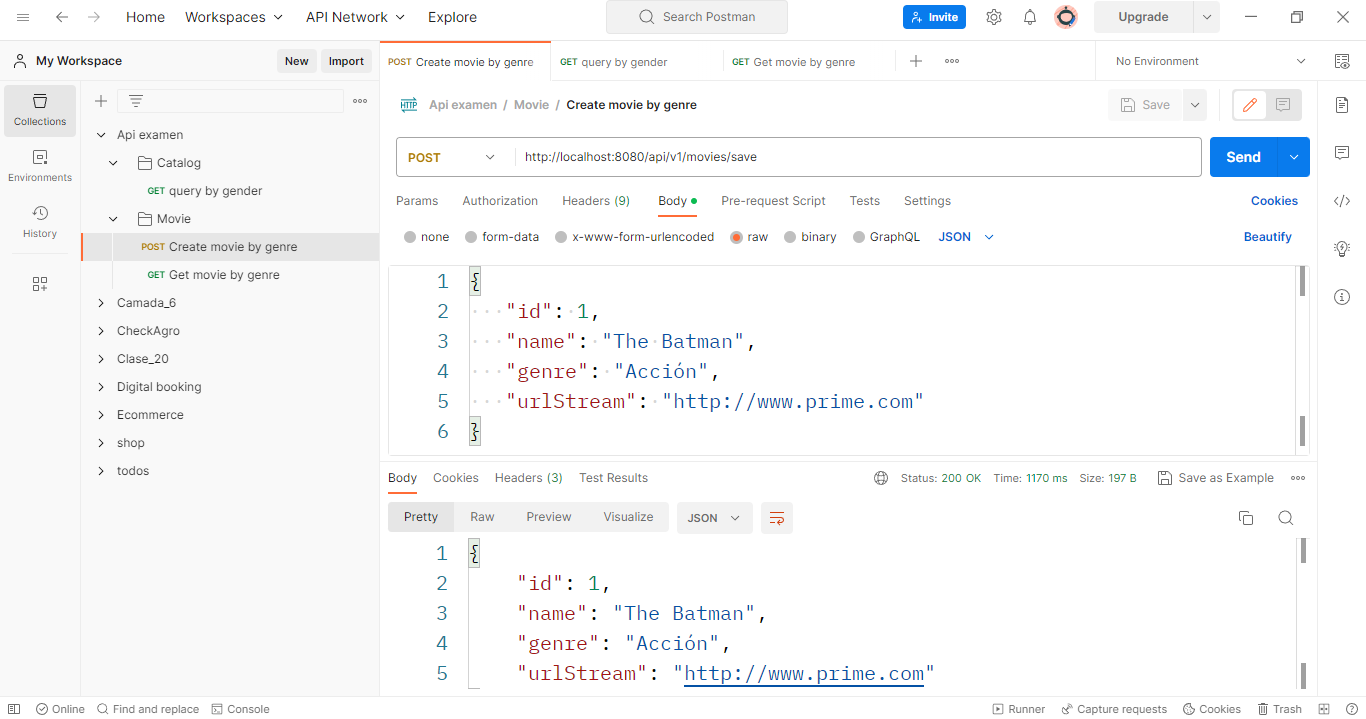 Home Workspaces API Network Explore Search Postman Invite Upgrade
My Workspace New Import
POST Create movie by genre GET query by gender GET Get movie by genre No Environment
Collections
Environments
History
Api examen
Catalog
GET query by gender
Movie
POST Create movie by genre
GET Get movie by genre
Camada_6
CheckAgro
Clase_20
Digital booking
Ecommerce
shop
todos
HTTP Api examen / Movie / Create movie by genre Save
POST http://localhost:8080/api/v1/movies/save Send
Params Authorization Headers (9) Body Pre-request Script Tests Settings Cookies
none form-data x-www-form-urlencoded raw binary GraphQL JSON Beautify
1 {
2 "id": 1,
3 "name": "The Batman",
4 "genre": "Acción",
5 "urlStream": "http://www.prime.com"
6 }
Body Cookies Headers (3) Test Results Status: 200 OK Time: 1170 ms Size: 197 B Save as Example
Pretty Raw Preview Visualize JSON
1 {
2 "id": 1,
3 "name": "The Batman",
4 "genre": "Acción",
5 "urlStream": "http://www.prime.com"
Online Find and replace Console Runner Capture requests Cookies Trash